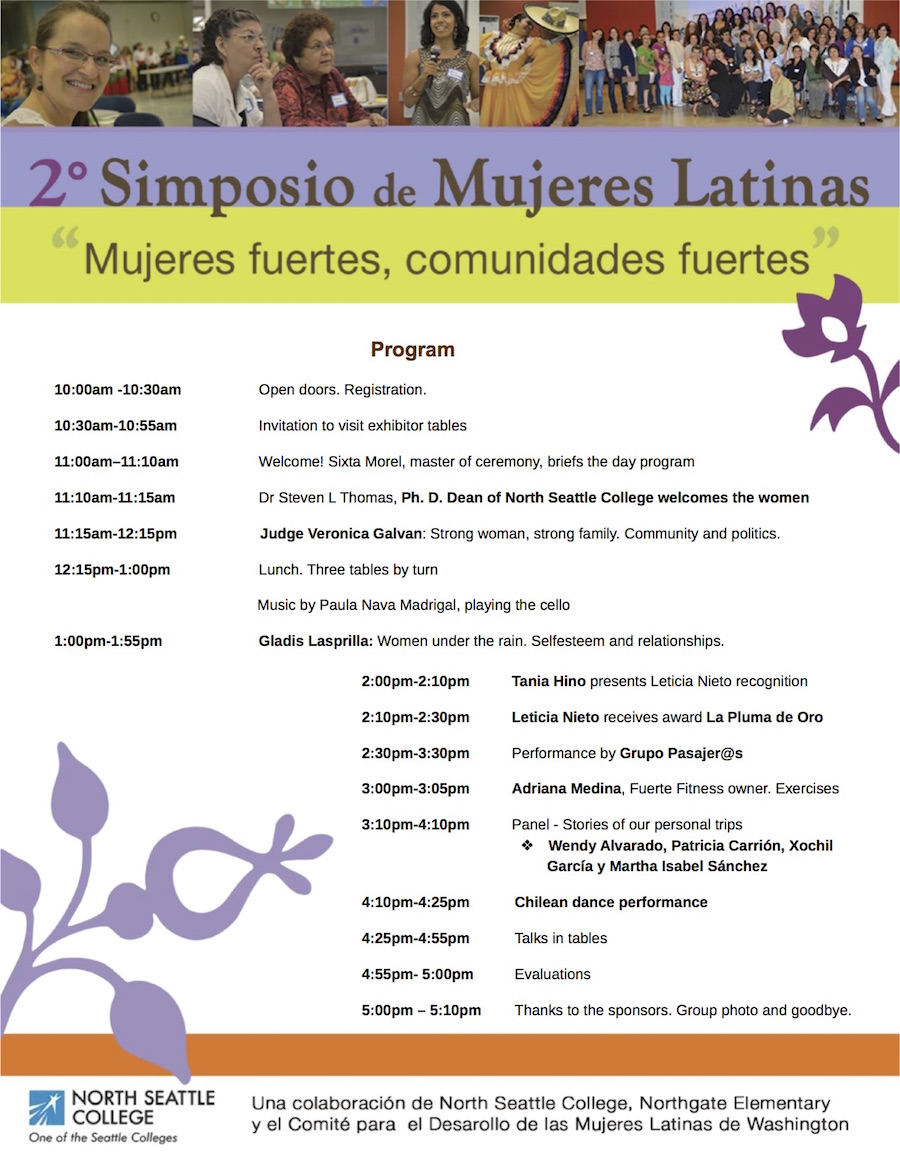 2° Simposio de Mujeres Latinas
“Mujeres fuertes, comunidades fuertes”
Program
10:00am -10:30am Open doors. Registration.
10:30am-10:55am Invitation to visit exhibitor tables
11:00am–11:10am Welcome! Sixta Morel, master of ceremony, briefs the day program
11:10am-11:15am Dr Steven L Thomas, Ph. D. Dean of North Seattle College welcomes the women
11:15am-12:15pm Judge Veronica Galvan: Strong woman, strong family. Community and politics.
12:15pm-1:00pm Lunch. Three tables by turn
Music by Paula Nava Madrigal, playing the cello
1:00pm-1:55pm Gladis Lasprilla: Women under the rain. Selfesteem and relationships.
2:00pm-2:10pm Tania Hino presents Leticia Nieto recognition
2:10pm-2:30pm Leticia Nieto receives award La Pluma de Oro
2:30pm-3:30pm Performance by Grupo Pasajer@s
3:00pm-3:05pm Adriana Medina, Fuerte Fitness owner. Exercises
3:10pm-4:10pm Panel - Stories of our personal trips
❖ Wendy Alvarado, Patricia Carrión, Xochil
García y Martha Isabel Sánchez
4:10pm-4:25pm Chilean dance performance
4:25pm-4:55pm Talks in tables
4:55pm- 5:00pm Evaluations
5:00pm – 5:10pm Thanks to the sponsors. Group photo and goodbye.
NORTH SEATTLE
COLLEGE
One of the Seattle Colleges
Una colaboración de North Seattle College, Northgate Elementary
y el Comité para el Desarollo de las Mujeres Latinas de Washington